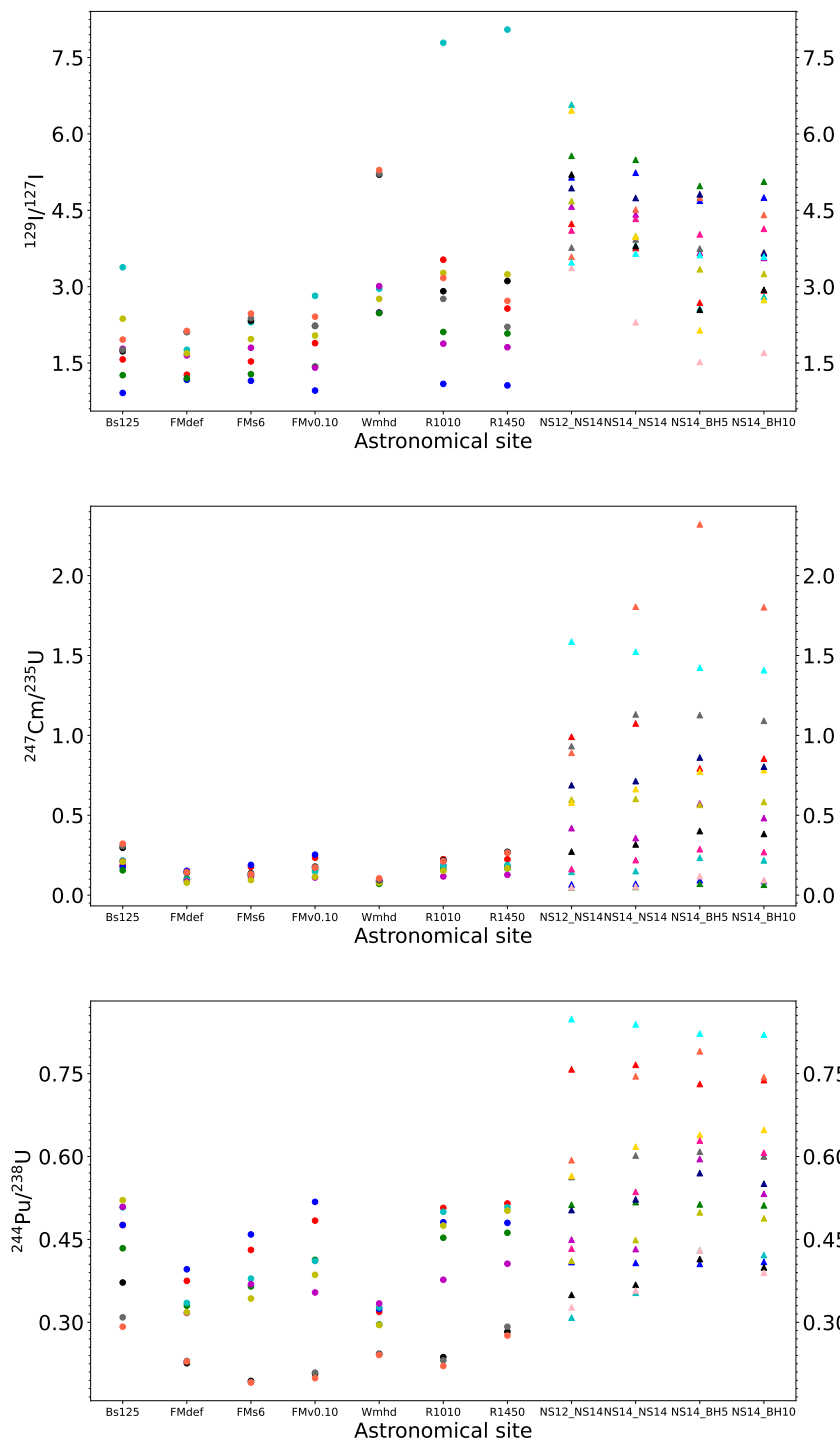 7.5 7.5
6.0 6.0
4.5 4.5
3.0 3.0
1.5 1.5
¹²⁹I/¹²⁷I
Bs125 FMdef FMs6 FMv0.10 Wmhd R1010 R1450 NS12_NS14 NS14_NS14 NS14_BH5 NS14_BH10
Astronomical site
2.0 2.0
1.5 1.5
1.0 1.0
0.5 0.5
0.0 0.0
²⁴⁷Cm/²³⁵U
Bs125 FMdef FMs6 FMv0.10 Wmhd R1010 R1450 NS12_NS14 NS14_NS14 NS14_BH5 NS14_BH10
Astronomical site
0.75 0.75
0.60 0.60
0.45 0.45
0.30 0.30
²⁴⁴Pu/²³⁸U
Bs125 FMdef FMs6 FMv0.10 Wmhd R1010 R1450 NS12_NS14 NS14_NS14 NS14_BH5 NS14_BH10
Astronomical site